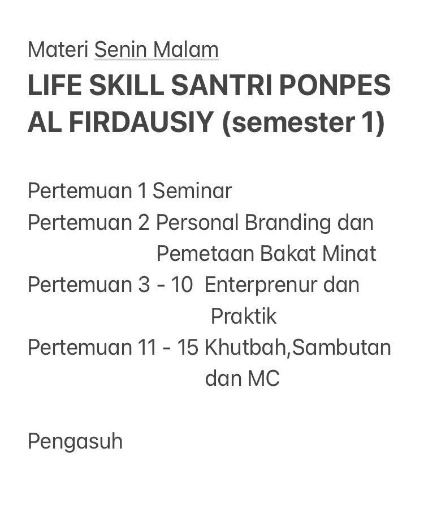 Materi Senin Malam
LIFE SKILL SANTRI PONPES
AL FIRDAUSIY (semester 1)
Pertemuan 1 Seminar
Pertemuan 2 Personal Branding dan
Pemetaan Bakat Minat
Pertemuan 3 - 10 Enterprenur dan
Praktik
Pertemuan 11 - 15 Khutbah,Sambutan
dan MC
Pengasuh